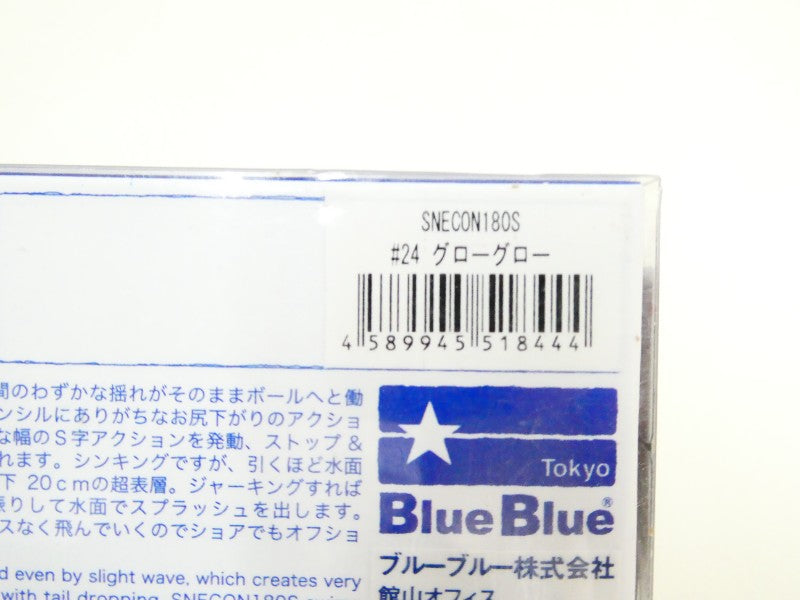 SNECON180S
#24 グローグロー
4 589945 518444
間のわずかな揺れがそのままボールへと働
ンシルにありがちなお尻下がりのアクショ
な幅のS字アクションを発動、ストップ&
れます。シンキングですが、引くほど水面
下 20cmの超表層。ジャーキングすれば
振りして水面でスプラッシュを出します。
スなく飛んでいくのでショアでもオフショ
d even by slight wave, which creates very
with tail dropping. SNECON180S
Tokyo
Blue Blue®
ブルーブルー株式会社
館山オフィス